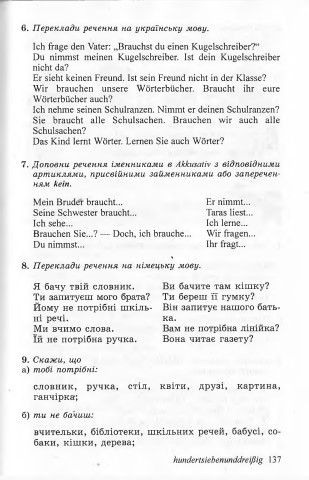 6. Переклади речення на українську мову.
Ich frage den Vater: „Brauchst du einen Kugelschreiber?"
Du nimmst meinen Kugelschreiber. Ist dein Kugelschreiber
nicht da?
Er sieht keinen Freund. Ist sein Freund nicht in der Klasse?
Wir brauchen unsere Wörterbücher. Braucht ihr eure
Wörterbücher auch?
Ich nehme seinen Schulranzen. Nimmt er deinen Schulranzen?
Sie braucht alle Schulsachen. Brauchen wir auch alle
Schulsachen?
Das Kind lernt Wörter. Lernen Sie auch Wörter?
7. Доповни речення іменниками в Akkusativ з відповідними
артиклями, присвійними займенниками або заперечен-
ням kein.
Mein Bruder braucht...
Seine Schwester braucht...
Ich sehe...
Brauchen Sie...? — Doch, ich brauche...
Du nimmst...
Er nimmt...
Taras liest...
Ich lerne...
Wir fragen...
Ihr fragt...
8. Переклади речення на німецьку мову.
Я бачу твій словник.
Ти запитуєш мого брата?
Йому не потрібні шкіль-
ні речі.
Ми вчимо слова.
Їй не потрібна ручка.
Ви бачите там кішку?
Ти береш її гумку?
Він запитує нашого бать-
ка.
Вам не потрібна лінійка?
Вона читає газету?
9. Скажи, що
а) тобі потрібні:
словник, ручка, стіл, квіти, друзі, картина,
ганчірка;
б) ти не бачиш:
вчительки, бібліотеки, шкільних речей, бабусі, со-
баки, кішки, дерева;
hundertsiebenunddreißig 137